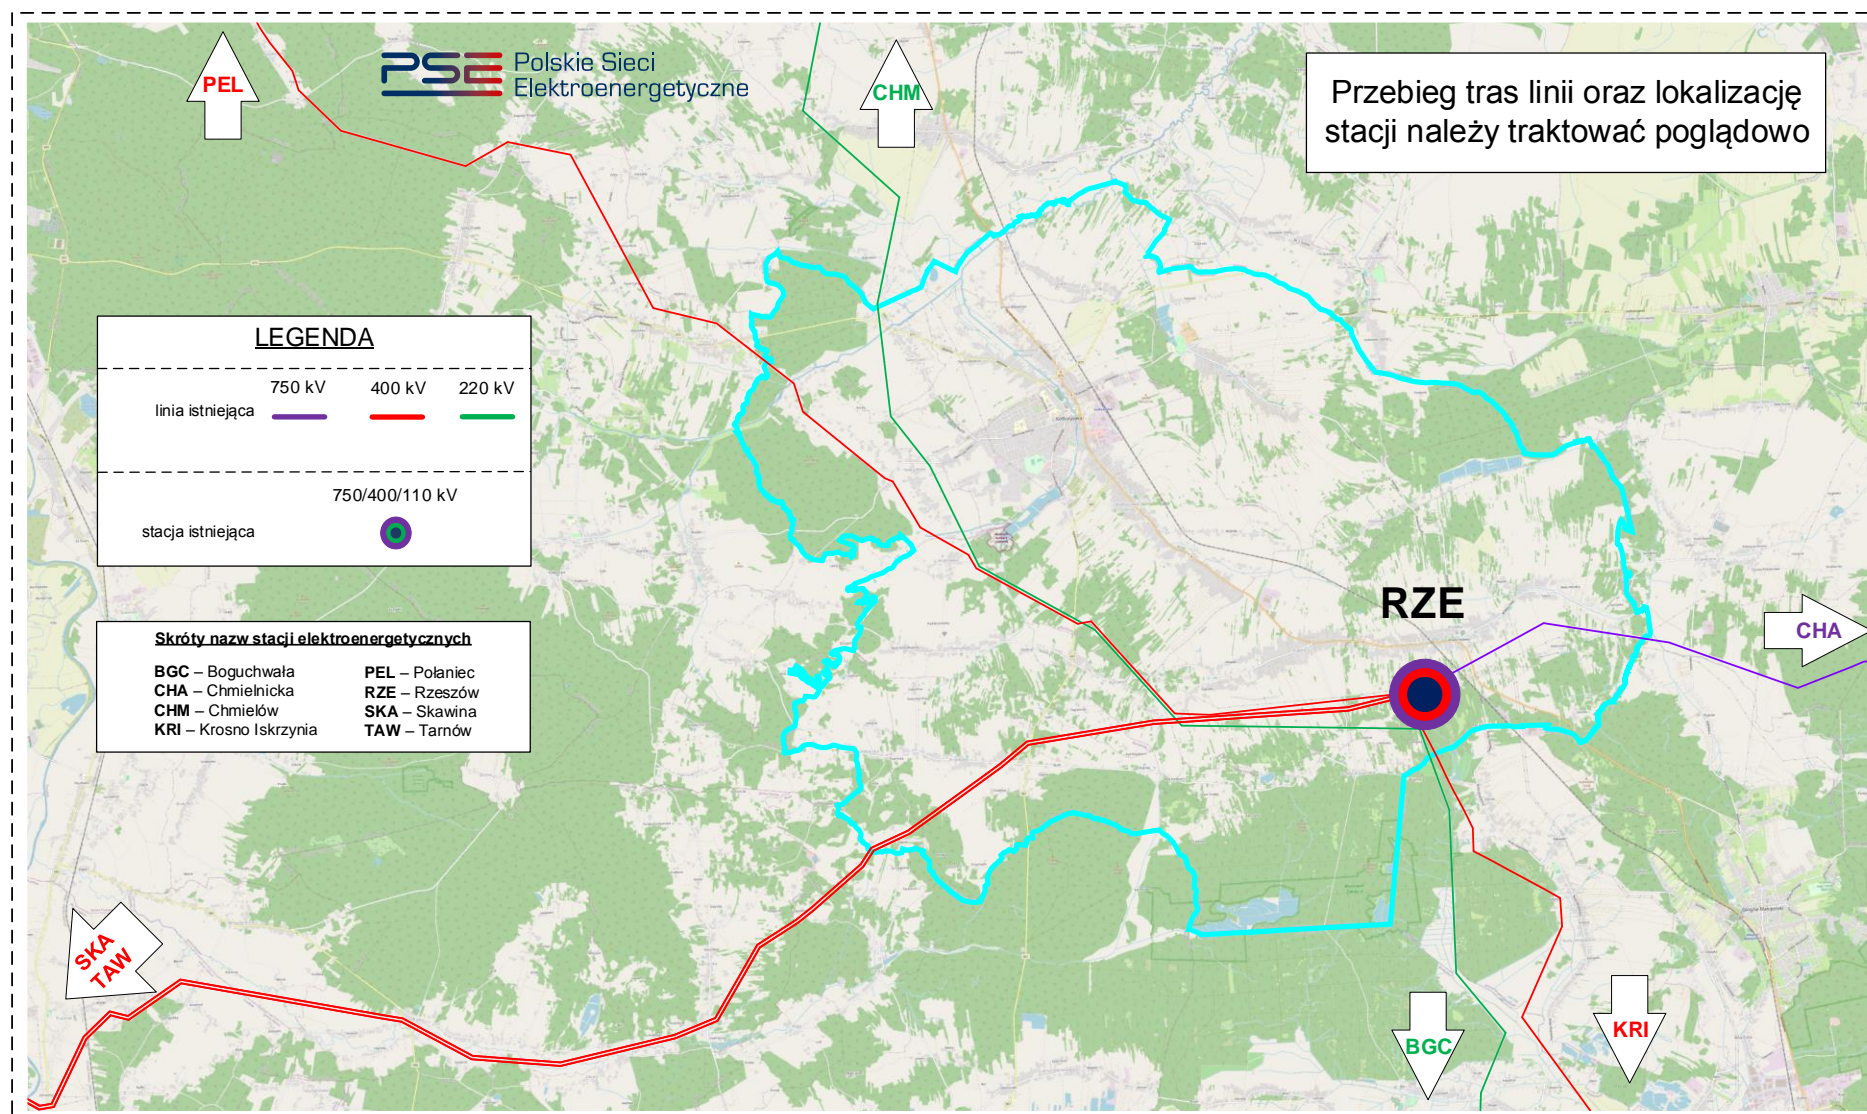 PEL
PSE Polskie Sieci
Elektroenergetyczne
CHM
Przebieg tras linii oraz lokalizację
stacji należy traktować poglądowo
LEGENDA
750 kV 400 kV 220 kV
linia istniejąca
750/400/110 kV
stacja istniejąca
RZE
CHA
Skróty nazw stacji elektroenergetycznych
BGC – Boguchwała
CHA – Chmielnicka
CHM – Chmielów
KRI – Krosno Iskrzynia
PEL – Połaniec
RZE – Rzeszów
SKA – Skawina
TAW – Tarnów
SKA
TAW
BGC
KRI